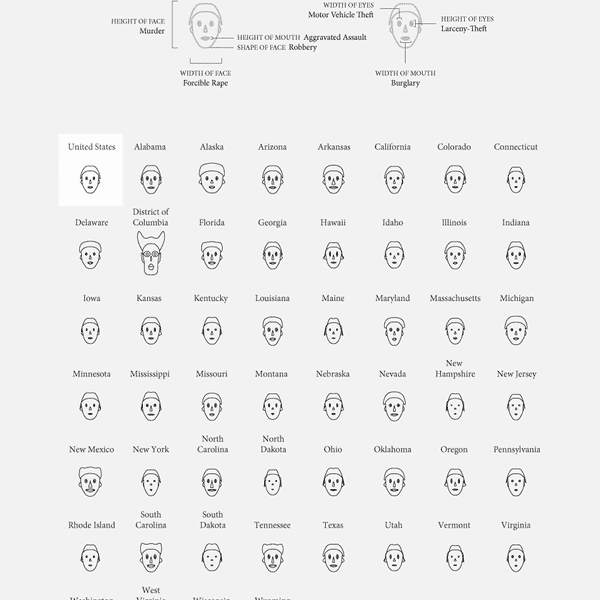 WIDTH OF EYES
Motor Vehicle Theft
HEIGHT OF FACE
Murder
HEIGHT OF EYES
Larceny-Theft
HEIGHT OF MOUTH Aggravated Assault
SHAPE OF FACE Robbery
WIDTH OF FACE
Forcible Rape
WIDTH OF MOUTH
Burglary
United States
Alabama
Alaska
Arizona
Arkansas
California
Colorado
Connecticut
Delaware
District of
Columbia
Florida
Georgia
Hawaii
Idaho
Illinois
Indiana
Iowa
Kansas
Kentucky
Louisiana
Maine
Maryland
Massachusetts
Michigan
Minnesota
Mississippi
Missouri
Montana
Nebraska
Nevada
New
Hampshire
New Jersey
New Mexico
New York
North
Carolina
North
Dakota
Ohio
Oklahoma
Oregon
Pennsylvania
Rhode Island
South
Carolina
South
Dakota
Tennessee
Texas
Utah
Vermont
Virginia
Washington
West
Virginia
Wisconsin
Wyoming